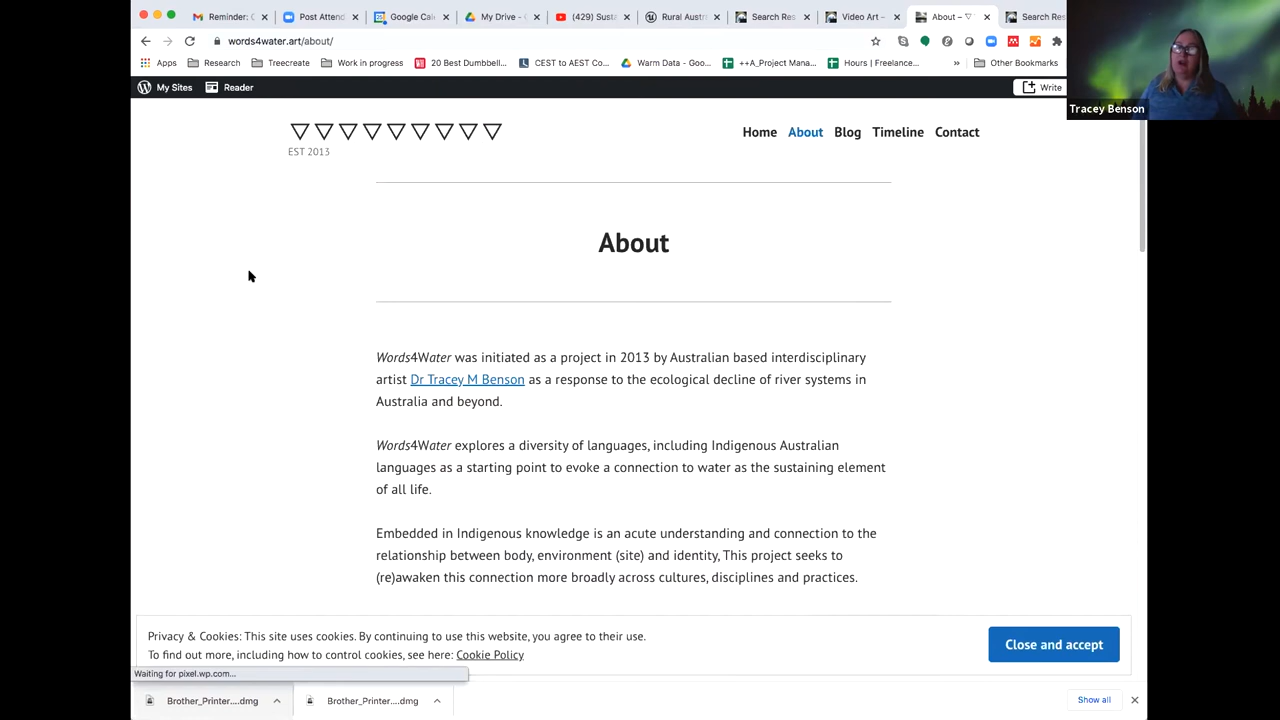 Reminder: C
Post Attend
Google Cal
My Drive -
(429) Susta
Rural Austr
Search Res
Video Art –
About – ▽
Search Res
words4water.art/about/
Apps
Research
Treecreate
Work in progress
20 Best Dumbbell...
CEST to AEST Co...
Warm Data - Goo...
++A_Project Mana...
Hours | Freelance...
»
Other Bookmarks
My Sites
Reader
Write
Tracey Benson
▽▽▽▽▽▽▽▽▽
EST 2013
Home About Blog Timeline Contact
About
Words4Water was initiated as a project in 2013 by Australian based interdisciplinary
artist Dr Tracey M Benson as a response to the ecological decline of river systems in
Australia and beyond.
Words4Water explores a diversity of languages, including Indigenous Australian
languages as a starting point to evoke a connection to water as the sustaining element
of all life.
Embedded in Indigenous knowledge is an acute understanding and connection to the
relationship between body, environment (site) and identity, This project seeks to
(re)awaken this connection more broadly across cultures, disciplines and practices.
Privacy & Cookies: This site uses cookies. By continuing to use this website, you agree to their use.
To find out more, including how to control cookies, see here: Cookie Policy
Close and accept
Waiting for pixel.wp.com...
Brother_Printer....dmg
Brother_Printer....dmg
Show all